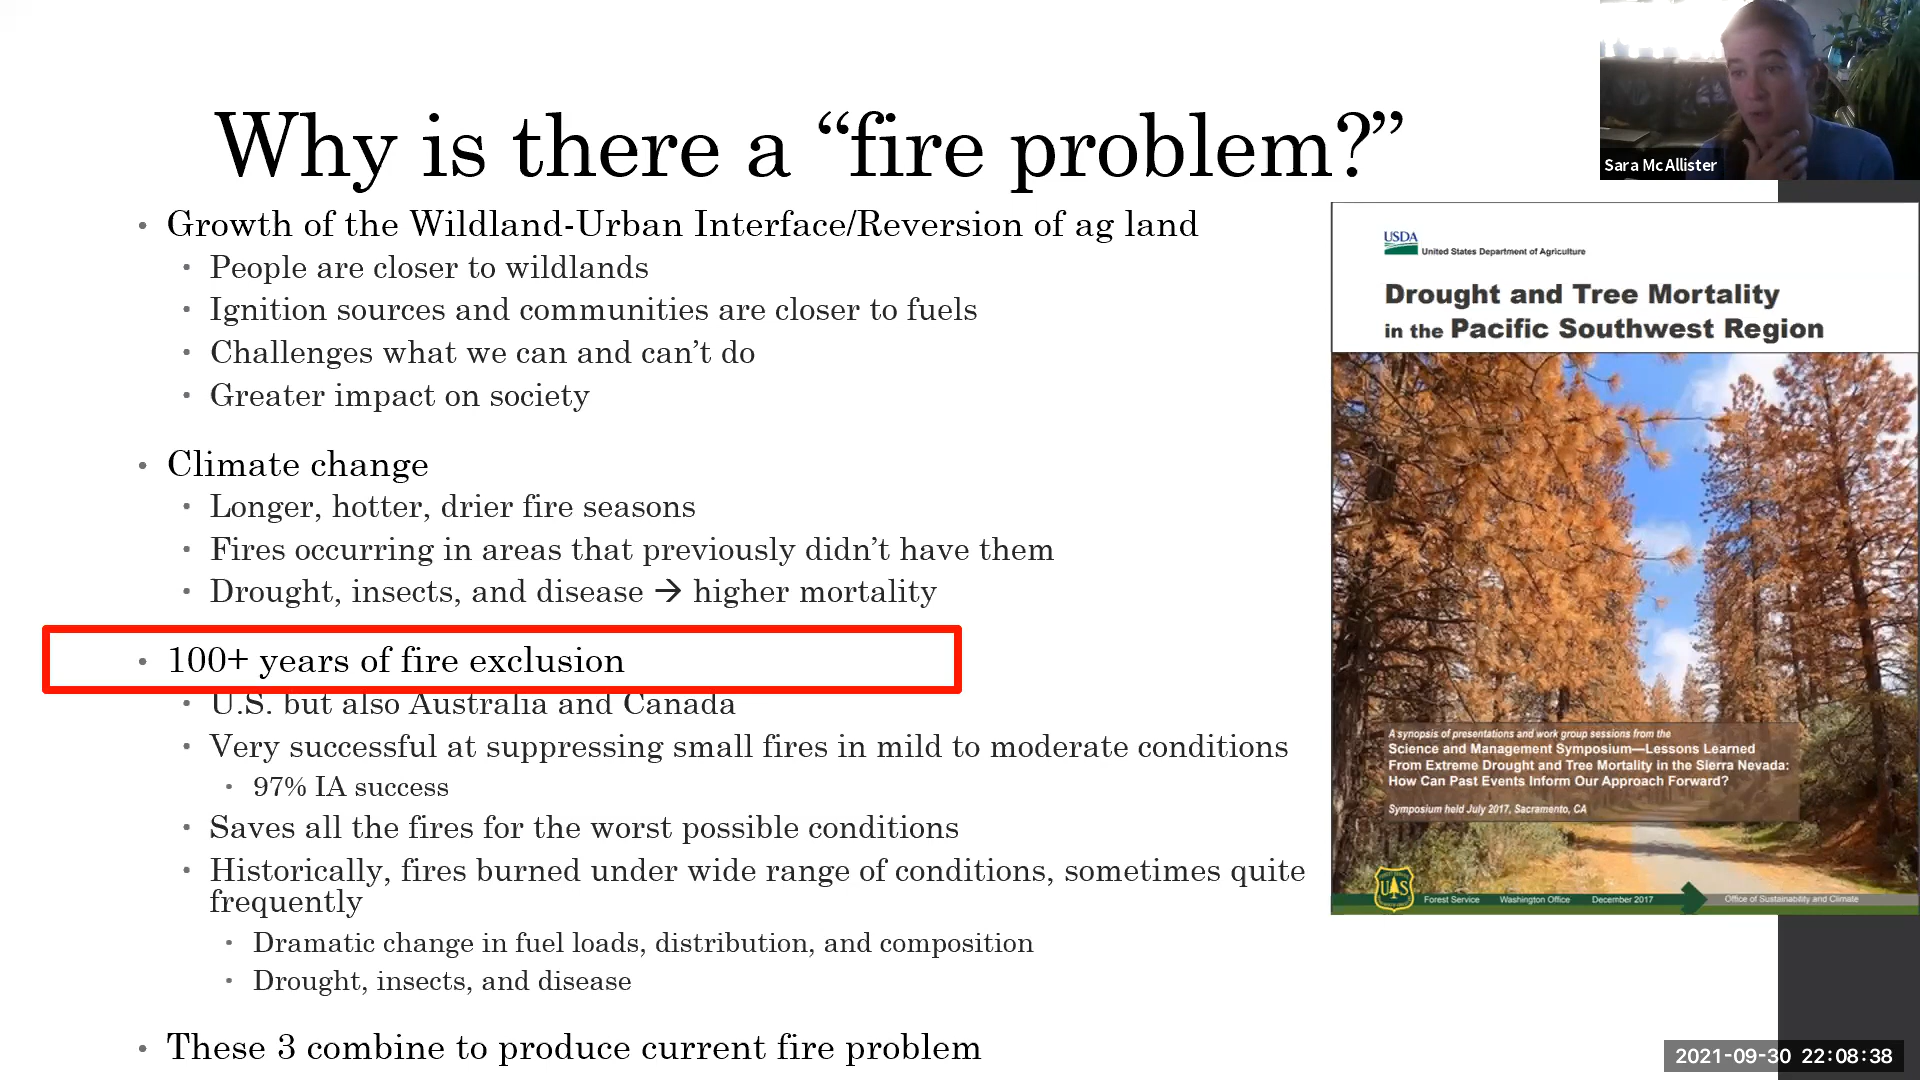 Why is there a “fire problem?”
Sara McAllister
• Growth of the Wildland-Urban Interface/Reversion of ag land
• People are closer to wildlands
• Ignition sources and communities are closer to fuels
• Challenges what we can and can’t do
• Greater impact on society
• Climate change
• Longer, hotter, drier fire seasons
• Fires occurring in areas that previously didn’t have them
• Drought, insects, and disease → higher mortality
• 100+ years of fire exclusion
• U.S. but also Australia and Canada
• Very successful at suppressing small fires in mild to moderate conditions
• 97% IA success
• Saves all the fires for the worst possible conditions
• Historically, fires burned under wide range of conditions, sometimes quite
frequently
• Dramatic change in fuel loads, distribution, and composition
• Drought, insects, and disease
• These 3 combine to produce current fire problem
USDA
United States Department of Agriculture
Drought and Tree Mortality
in the Pacific Southwest Region
A synopsis of presentations and work group sessions from the
Science and Management Symposium—Lessons Learned
From Extreme Drought and Tree Mortality in the Sierra Nevada:
How Can Past Events Inform Our Approach Forward?
Symposium held July 2017, Sacramento, CA
U S
Forest Service Washington Office December 2017 Office of Sustainability and Climate
2021-09-30 22:08:38